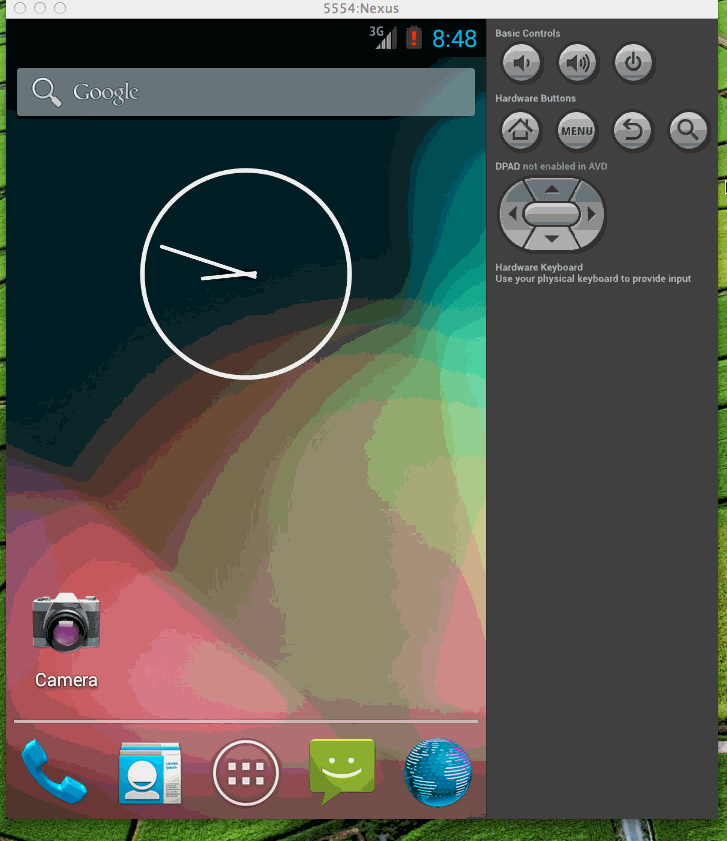 5554:Nexus
3G
8:48
Google
Camera
Basic Controls
Hardware Buttons
MENU
DPAD not enabled in AVD
Hardware Keyboard
Use your physical keyboard to provide input